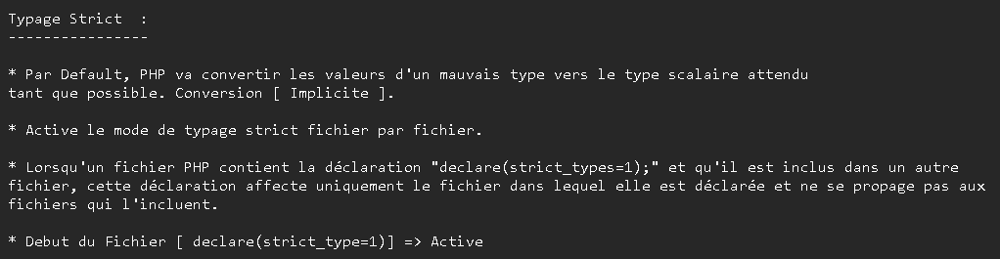 Typage Strict  :
----------------
* Par Default, PHP va convertir les valeurs d'un mauvais type vers le type scalaire attendu
tant que possible. Conversion [ Implicite ].
* Active le mode de typage strict fichier par fichier.
* Lorsqu'un fichier PHP contient la déclaration "declare(strict_types=1);" et qu'il est inclus dans un autre
fichier, cette déclaration affecte uniquement le fichier dans lequel elle est déclarée et ne se propage pas aux
fichiers qui l'incluent.
* Debut du Fichier [ declare(strict_type=1)] => Active